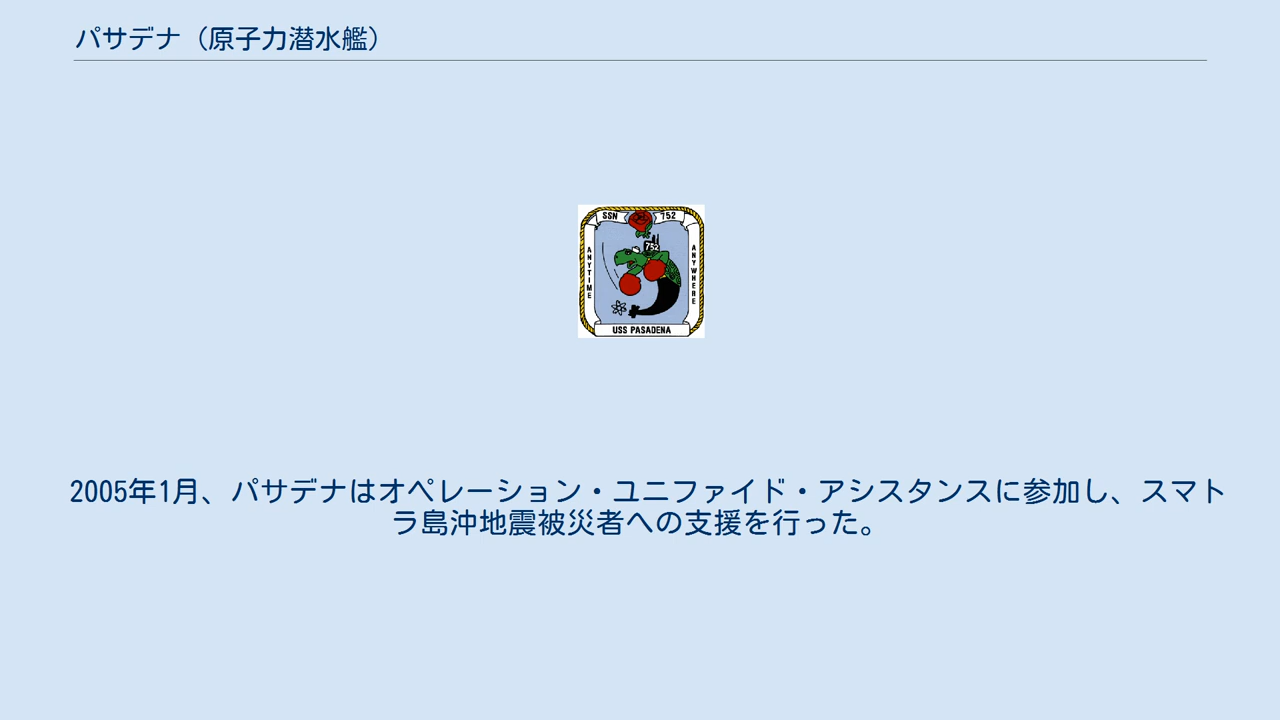 パサデナ（原子力潜水艦）
SSN 752
752
ANYTIME
ANYWHERE
USS PASADENA
2005年1月、パサデナはオペレーション・ユニファイド・アシスタンスに参加し、スマト
ラ島沖地震被災者への支援を行った。